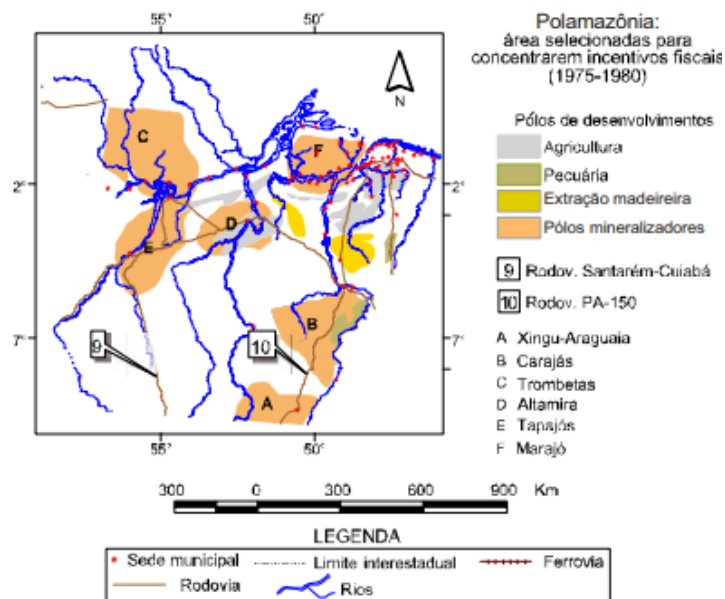 Polamazônia:
área selecionadas para
concentrarem incentivos fiscais
(1975-1980)
55°
50°
N
C
F
2°
2°
D
E
B
7°
7°
9
10
A
55°
50°
Pólos de desenvolvimentos
Agricultura
Pecuária
Extração madeireira
Pólos mineralizadores
9 Rodov. Santarém-Cuiabá
10 Rodov. PA-150
A Xingu-Araguaia
B Carajás
C Trombetas
D Altamira
E Tapajós
F Marajó
300 0 300 600 900 Km
LEGENDA
Sede municipal Limite interestadual Ferrovia
Rodovia Rios